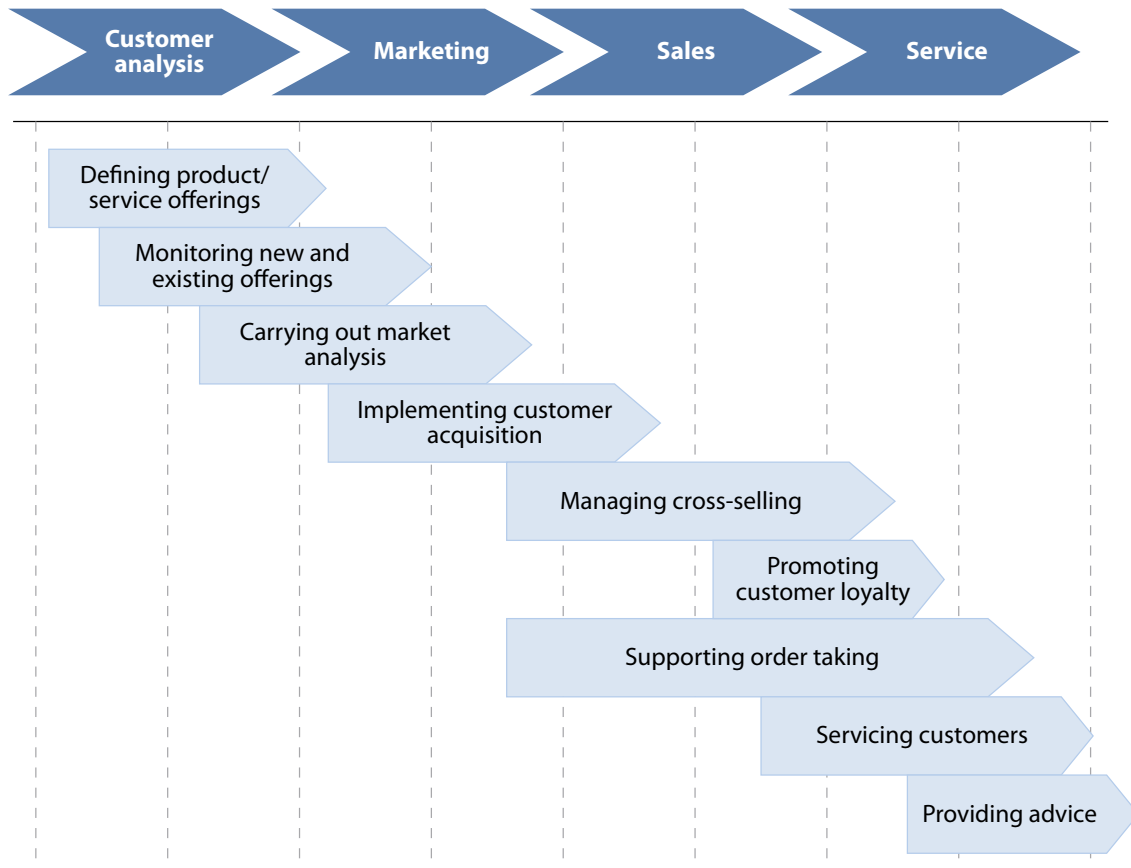 Customer
analysis
Marketing
Sales
Service
Defining product/
service offerings
Monitoring new and
existing offerings
Carrying out market
analysis
Implementing customer
acquisition
Managing cross-selling
Promoting
customer loyalty
Supporting order taking
Servicing customers
Providing advice